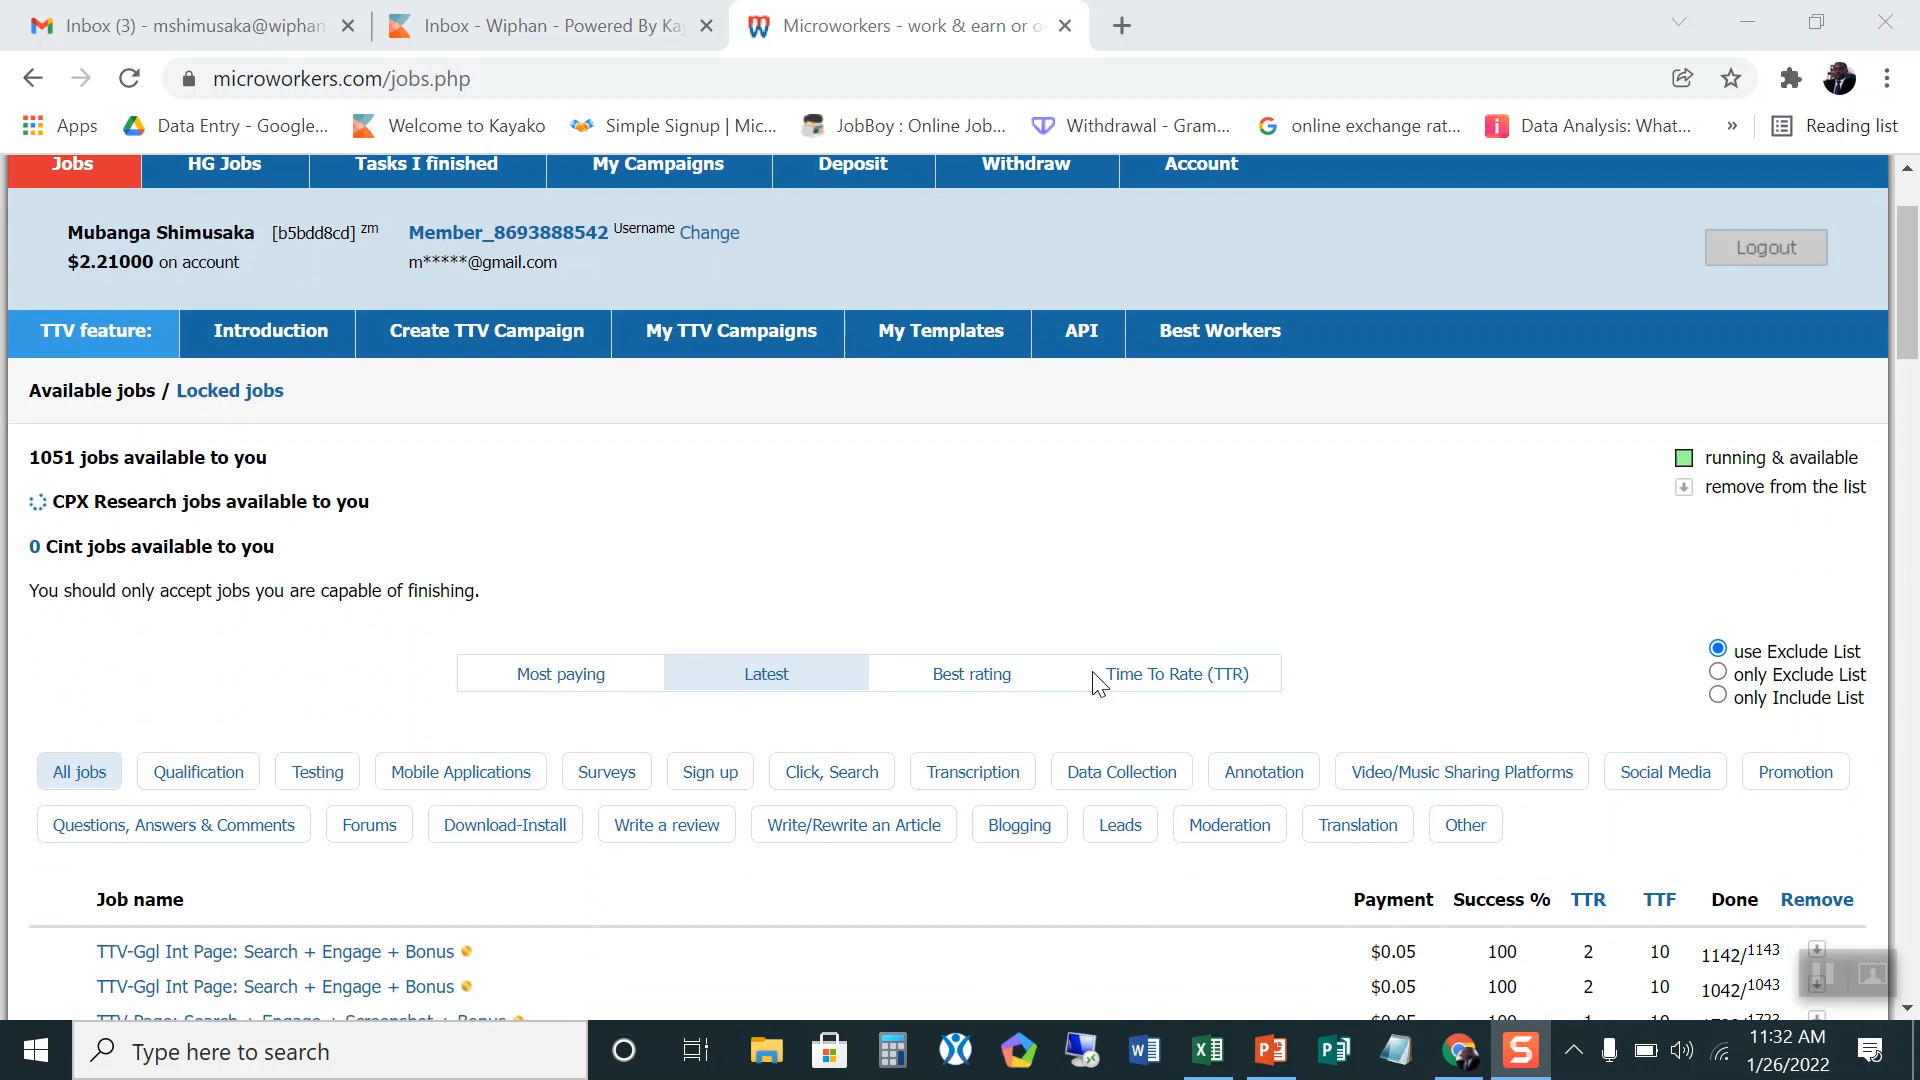 Inbox (3) - mshimusaka@wiphan
Inbox - Wiphan - Powered By Kay
Microworkers - work & earn or o
microworkers.com/jobs.php
Apps
Data Entry - Google...
Welcome to Kayako
Simple Signup | Mic...
JobBoy : Online Job...
Withdrawal - Gram...
online exchange rat...
Data Analysis: What...
»
Reading list
Jobs
HG Jobs
Tasks I finished
My Campaigns
Deposit
Withdraw
Account
Mubanga Shimusaka [b5bdd8cd] zm
Member_8693888542 Username Change
$2.21000 on account
m*****@gmail.com
Logout
TTV feature:
Introduction
Create TTV Campaign
My TTV Campaigns
My Templates
API
Best Workers
Available jobs / Locked jobs
1051 jobs available to you
running & available
CPX Research jobs available to you
remove from the list
0 Cint jobs available to you
You should only accept jobs you are capable of finishing.
Most paying
Latest
Best rating
Time To Rate (TTR)
use Exclude List
only Exclude List
only Include List
All jobs
Qualification
Testing
Mobile Applications
Surveys
Sign up
Click, Search
Transcription
Data Collection
Annotation
Video/Music Sharing Platforms
Social Media
Promotion
Questions, Answers & Comments
Forums
Download-Install
Write a review
Write/Rewrite an Article
Blogging
Leads
Moderation
Translation
Other
Job name Payment Success % TTR TTF Done Remove
TTV-Ggl Int Page: Search + Engage + Bonus $0.05 100 2 10 1142/1143
TTV-Ggl Int Page: Search + Engage + Bonus $0.05 100 2 10 1042/1043
TTV-Page: Search + Engage + Screenshot + Bonus $0.05 100 1 10
Type here to search
11:32 AM
1/26/2022